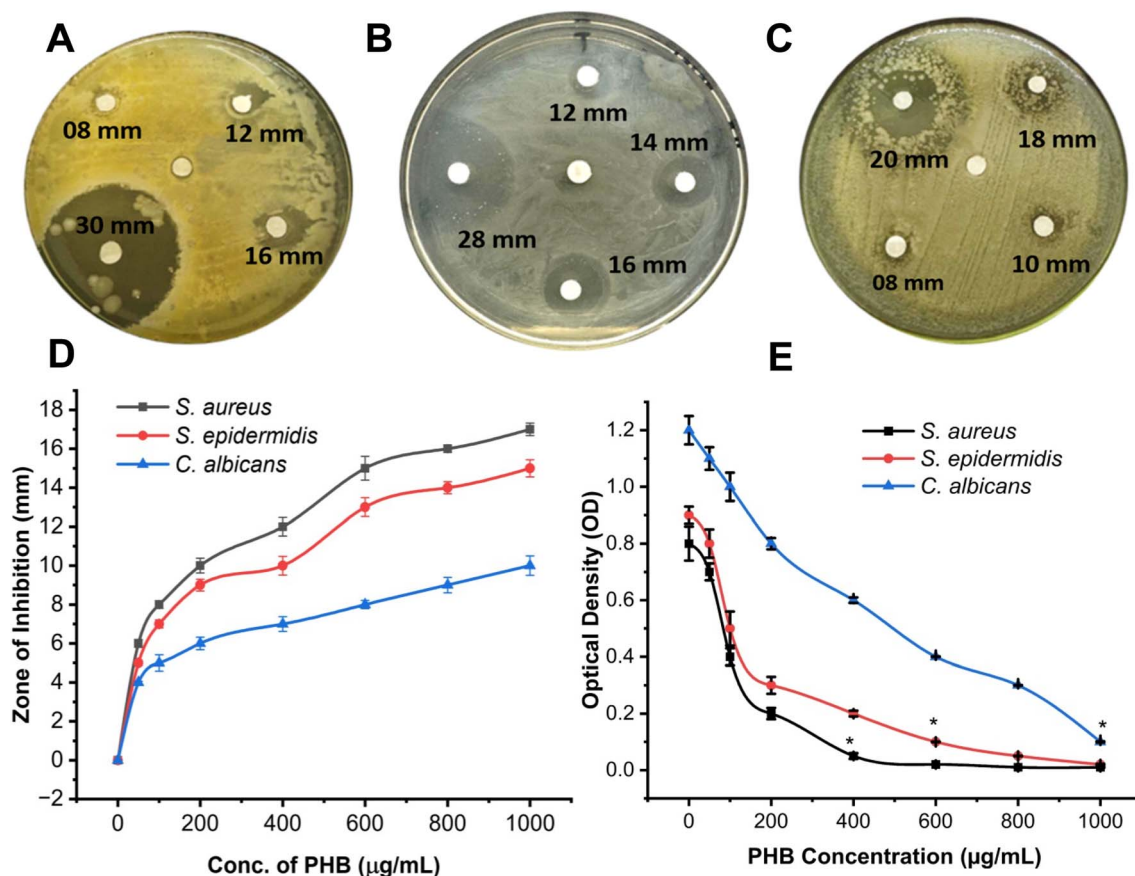 A
08 mm
12 mm
30 mm
16 mm
B
T
12 mm
14 mm
28 mm
16 mm
C
20 mm
18 mm
08 mm
10 mm
D
S. aureus
S. epidermidis
C. albicans
Zone of Inhibition (mm)
18
16
14
12
10
8
6
4
2
0
−2
0 200 400 600 800 1000
Conc. of PHB (μg/mL)
E
S. aureus
S. epidermidis
C. albicans
Optical Density (OD)
1.2
1.0
0.8
0.6
0.4
0.2
0.0
* * *
0 200 400 600 800 1000
PHB Concentration (μg/mL)